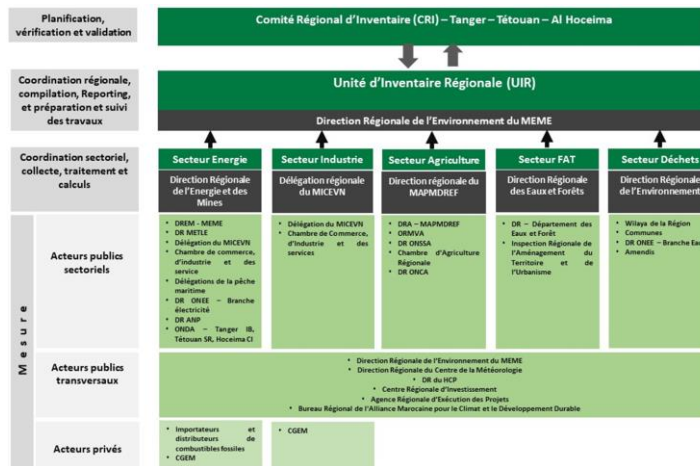 Planification,
vérification et validation
Comité Régional d'Inventaire (CRI) – Tanger – Tétouan – Al Hoceima
Coordination régionale,
compilation, Reporting,
et préparation et suivi
des travaux
Unité d'Inventaire Régionale (UIR)
Direction Régionale de l'Environnement du MEME
Coordination sectoriel,
collecte, traitement et
calculs
Secteur Energie
Direction Régionale
de l'Energie et des
Mines
Secteur Industrie
Délégation régionale
du MICEVN
Secteur Agriculture
Direction régionale du
MAPMDREF
Secteur FAT
Direction Régionale
des Eaux et Forêts
Secteur Déchets
Direction Régionale
de l'Environnement
Mesure
Acteurs publics
sectoriels
• DREM - MEME
• DR METLE
• Délégation du MICEVN
• Chambre de commerce,
d'industrie et des
service
• Délégations de la pêche
maritime
• DR ONEE – Branche
électricité
• DR ANP
• ONDA – Tanger IB,
Tétouan SR, Hoceima CI
• Délégation du MICEVN
• Chambre de Commerce,
d'Industrie et des
services
• DRA – MAPMDREF
• ORMVA
• DR ONSSA
• Chambre d'Agriculture
Régionale
• DR ONCA
• DR – Département des
Eaux et Forêt
• Inspection Régionale de
l'Aménagement du
Territoire et de
l'Urbanisme
• Wilaya de la Région
• Communes
• DR ONEE – Branche Eau
• Amendis
Acteurs publics
transversaux
• Direction Régionale de l'Environnement du MEME
• Direction Régionale du Centre de la Météorologie
• DR du HCP
• Centre Régionale d'Investissement
• Agence Régionale d'Exécution des Projets
• Bureau Régional de l'Alliance Marocaine pour le Climat et le Développement Durable
Acteurs privés
• Importateurs et
distributeurs de
combustibles fossiles
• CGEM
• CGEM